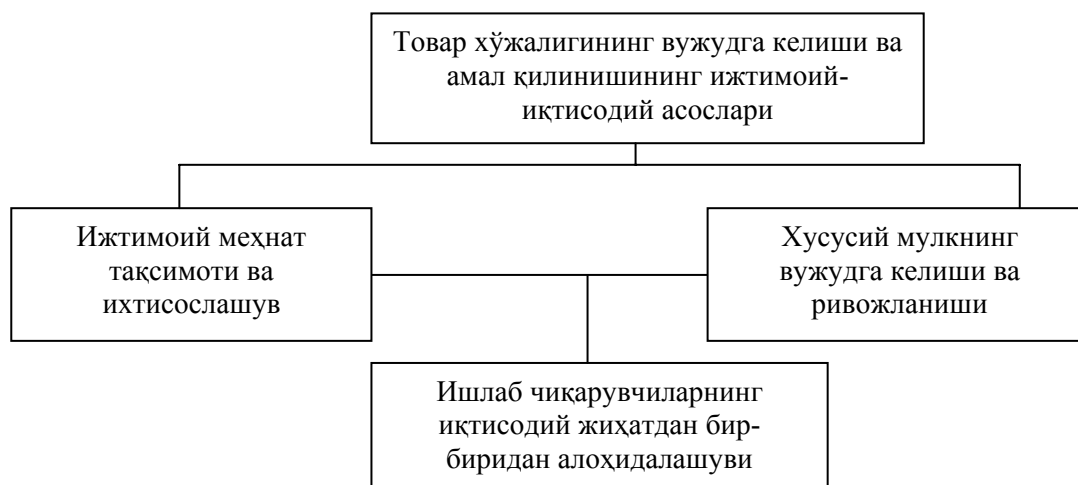 Товар хўжалигининг вужудга келиши ва
амал қилинишининг ижтимоий-
иқтисодий асослари
Ижтимоий меҳнат
тақсимоти ва
ихтисослашув
Хусусий мулкнинг
вужудга келиши ва
ривожланиши
Ишлаб чиқарувчиларнинг
иқтисодий жиҳатдан бир-
биридан алоҳидалашуви